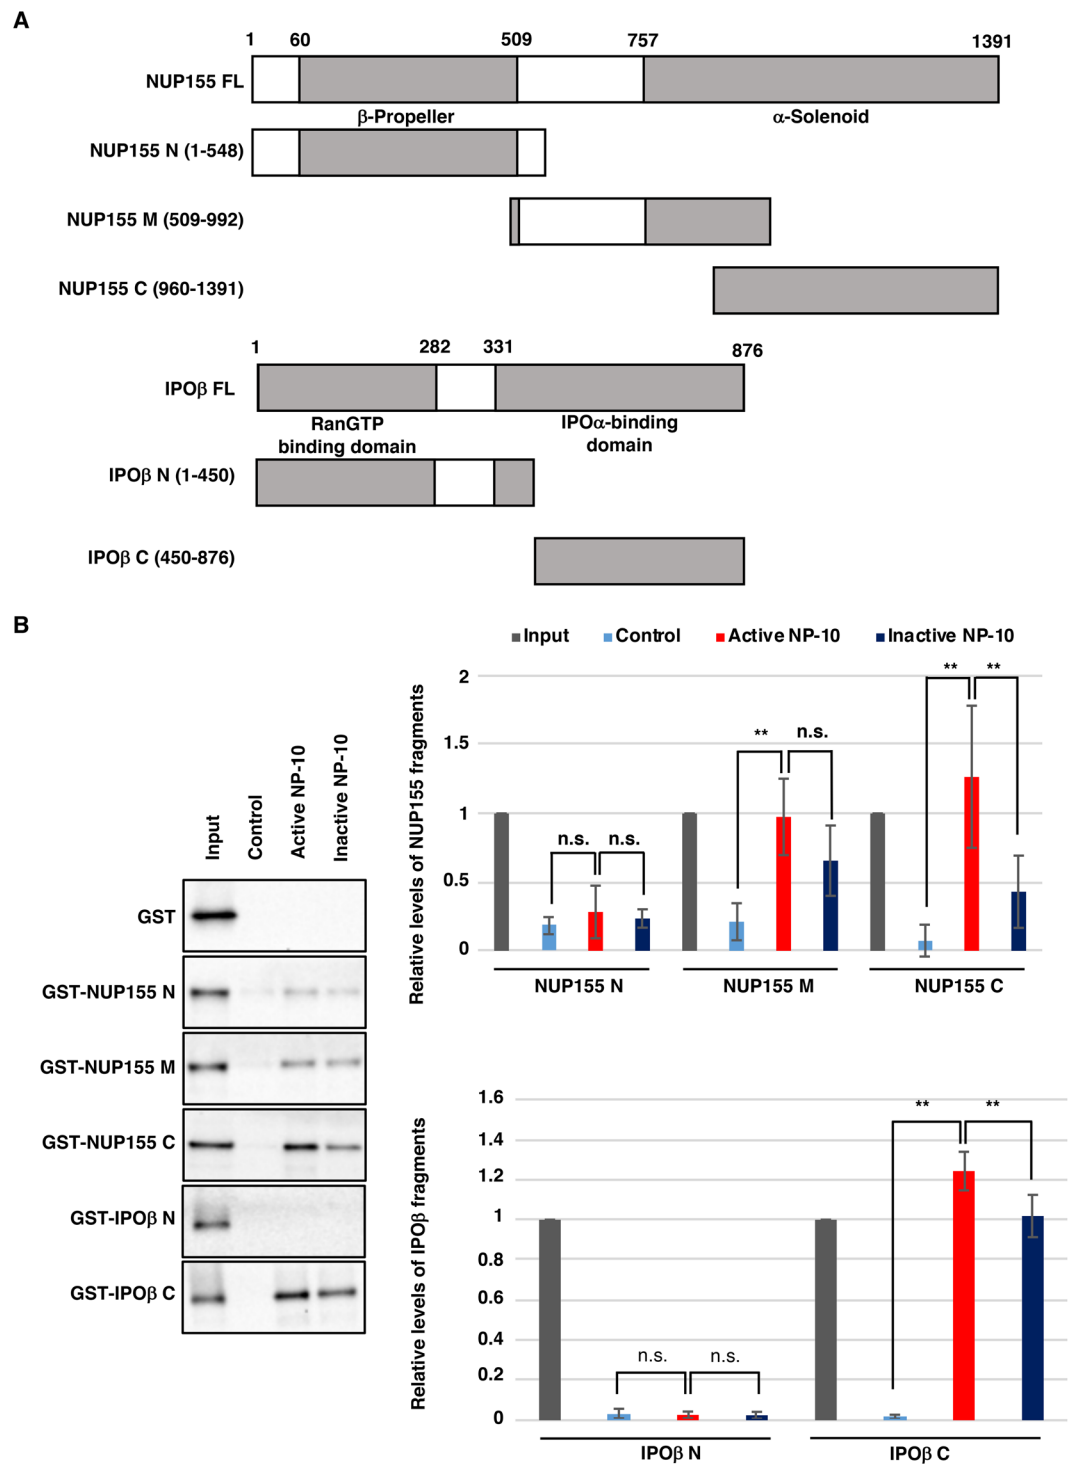 A
1 60 509 757 1391
NUP155 FL
β-Propeller α-Solenoid
NUP155 N (1-548)
NUP155 M (509-992)
NUP155 C (960-1391)
1 282 331 876
IPOβ FL
RanGTP binding domain
IPOα-binding domain
IPOβ N (1-450)
IPOβ C (450-876)
B
Input
Control
Active NP-10
Inactive NP-10
GST
GST-NUP155 N
GST-NUP155 M
GST-NUP155 C
GST-IPOβ N
GST-IPOβ C
Input Control Active NP-10 Inactive NP-10
Relative levels of NUP155 fragments
2
1.5
1
0.5
0
n.s. n.s.
** n.s.
** **
NUP155 N NUP155 M NUP155 C
Relative levels of IPOβ fragments
1.6
1.4
1.2
1
0.8
0.6
0.4
0.2
0
n.s. n.s.
** **
IPOβ N IPOβ C